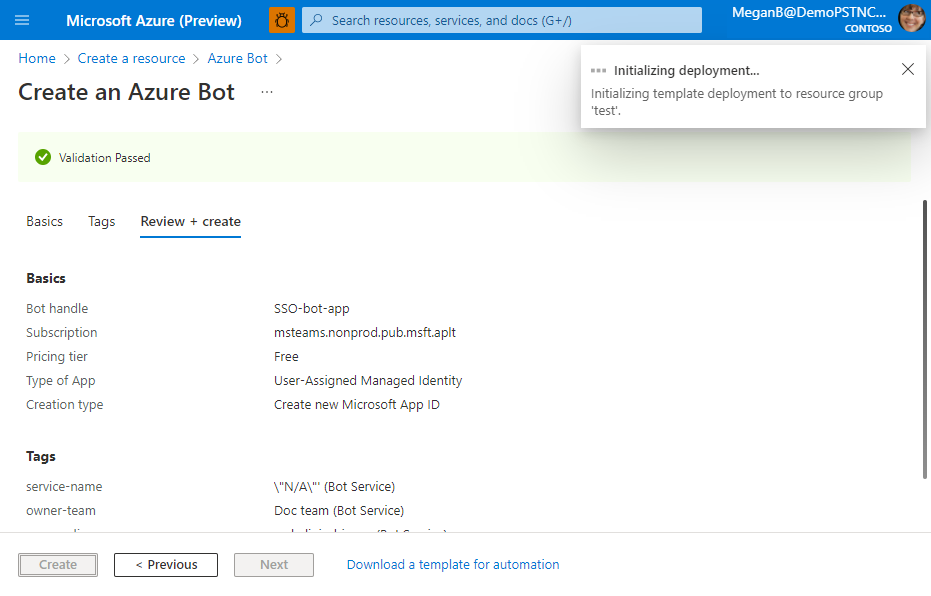 Microsoft Azure (Preview)
Search resources, services, and docs (G+/)
MeganB@DemoPSTNC...
CONTOSO
Home > Create a resource > Azure Bot >
Create an Azure Bot ...
Initializing deployment...
Initializing template deployment to resource group
'test'.
Validation Passed
Basics Tags Review + create
Basics
Bot handle SSO-bot-app
Subscription msteams.nonprod.pub.msft.aplt
Pricing tier Free
Type of App User-Assigned Managed Identity
Creation type Create new Microsoft App ID
Tags
service-name \"N/A\"' (Bot Service)
owner-team Doc team (Bot Service)
Create < Previous Next Download a template for automation